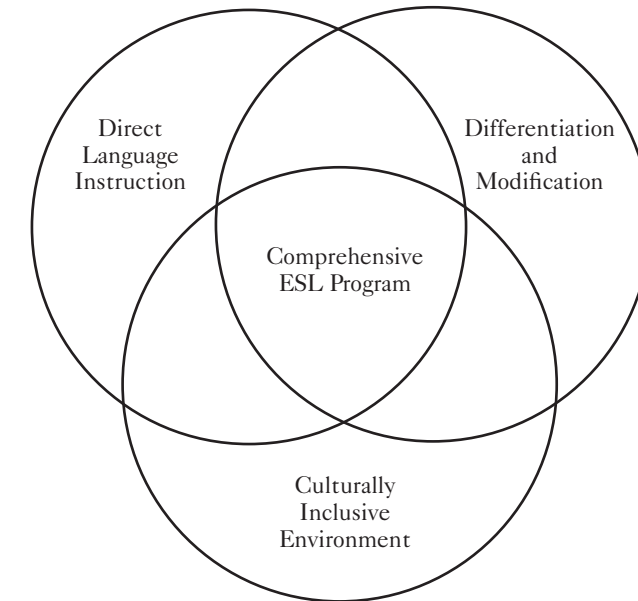 Direct
Language
Instruction
Differentiation
and
Modification
Comprehensive
ESL Program
Culturally
Inclusive
Environment